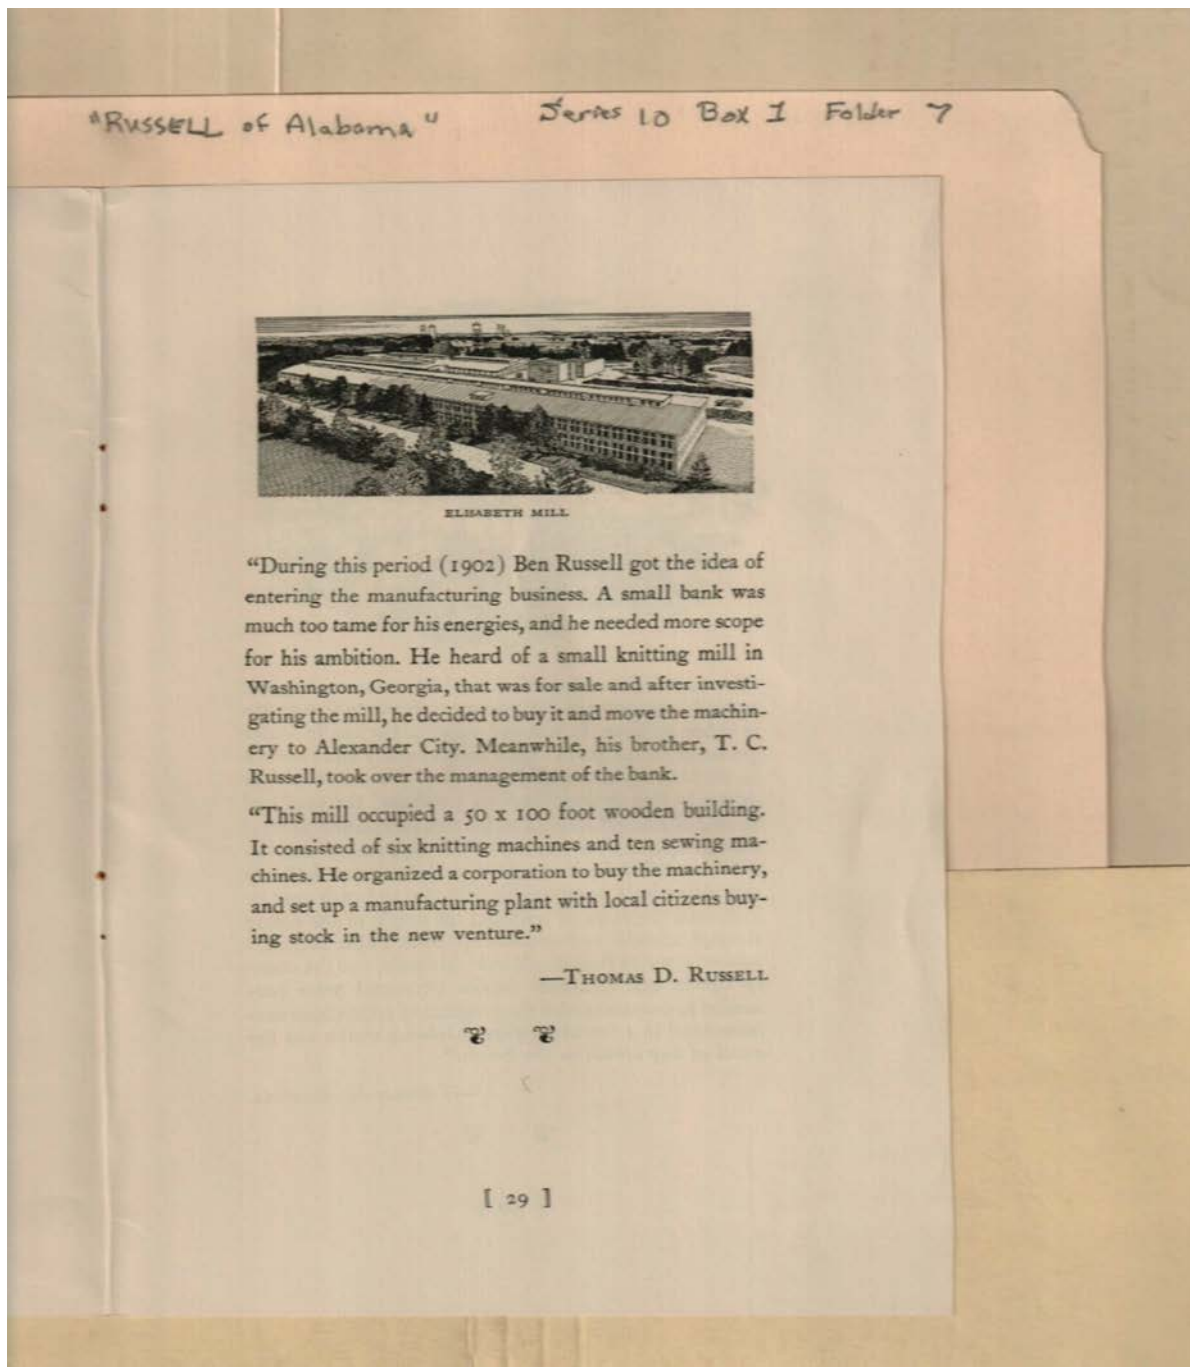 "RUSSELL of Alabama" Series 10 Box 1 Folder 7
ELISABETH MILL
“During this period (1902) Ben Russell got the idea of
entering the manufacturing business. A small bank was
much too tame for his energies, and he needed more scope
for his ambition. He heard of a small knitting mill in
Washington, Georgia, that was for sale and after investi-
gating the mill, he decided to buy it and move the machin-
ery to Alexander City. Meanwhile, his brother, T. C.
Russell, took over the management of the bank.
“This mill occupied a 50 x 100 foot wooden building.
It consisted of six knitting machines and ten sewing ma-
chines. He organized a corporation to buy the machinery,
and set up a manufacturing plant with local citizens buy-
ing stock in the new venture.”
—THOMAS D. RUSSELL
[ 29 ]